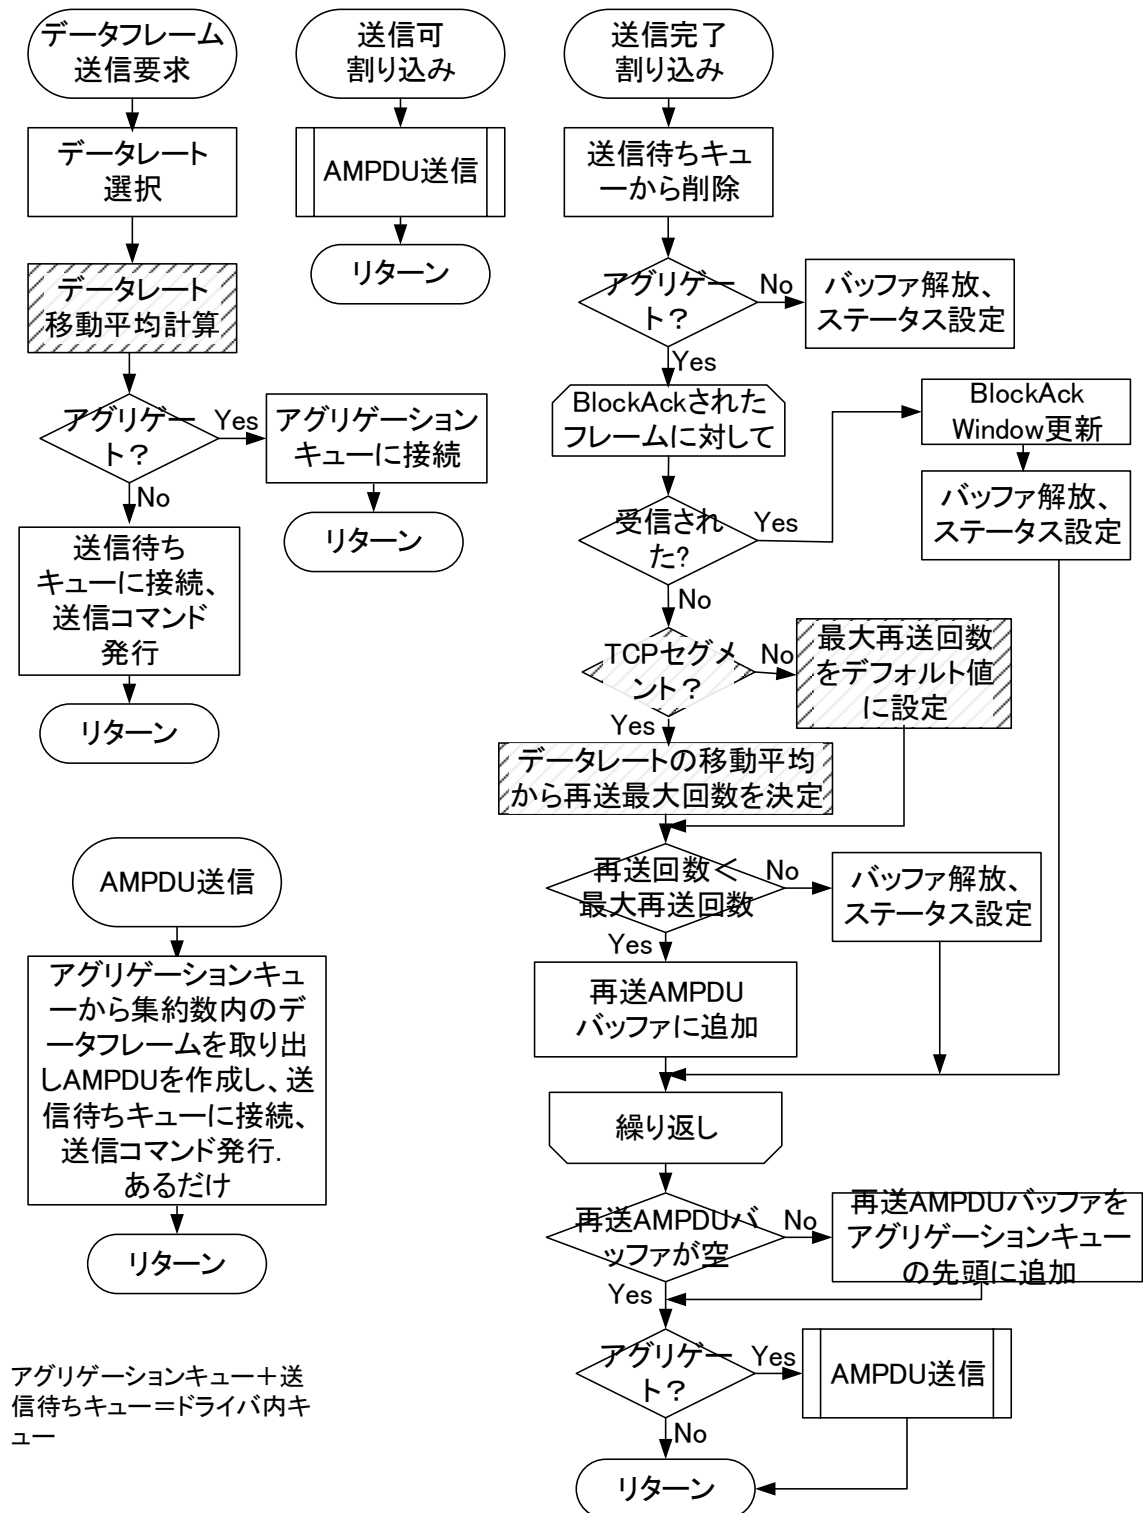 データフレーム
送信要求
データレート
選択
データレート
移動平均計算
アグリゲー
ト？
Yes
アグリゲーション
キューに接続
リターン
No
送信待ち
キューに接続、
送信コマンド
発行
リターン
送信可
割り込み
AMPDU送信
リターン
送信完了
割り込み
送信待ちキュ
ーから削除
アグリゲー
ト？
No
バッファ解放、
ステータス設定
Yes
BlockAckされた
フレームに対して
受信され
た?
Yes
BlockAck
Window更新
バッファ解放、
ステータス設定
No
TCPセグメ
ント？
No
最大再送回数
をデフォルト値
に設定
Yes
データレートの移動平均
から再送最大回数を決定
再送回数＜
最大再送回数
No
バッファ解放、
ステータス設定
Yes
再送AMPDU
バッファに追加
繰り返し
再送AMPDUバ
ッファが空
No
再送AMPDUバッファを
アグリゲーションキュー
の先頭に追加
Yes
アグリゲー
ト？
Yes
AMPDU送信
No
リターン
AMPDU送信
アグリゲーションキュ
ーから集約数内のデ
ータフレームを取り出
しAMPDUを作成し、送
信待ちキューに接続、
送信コマンド発行.
あるだけ
リターン
アグリゲーションキュー＋送
信待ちキュー＝ドライバ内キ
ュー